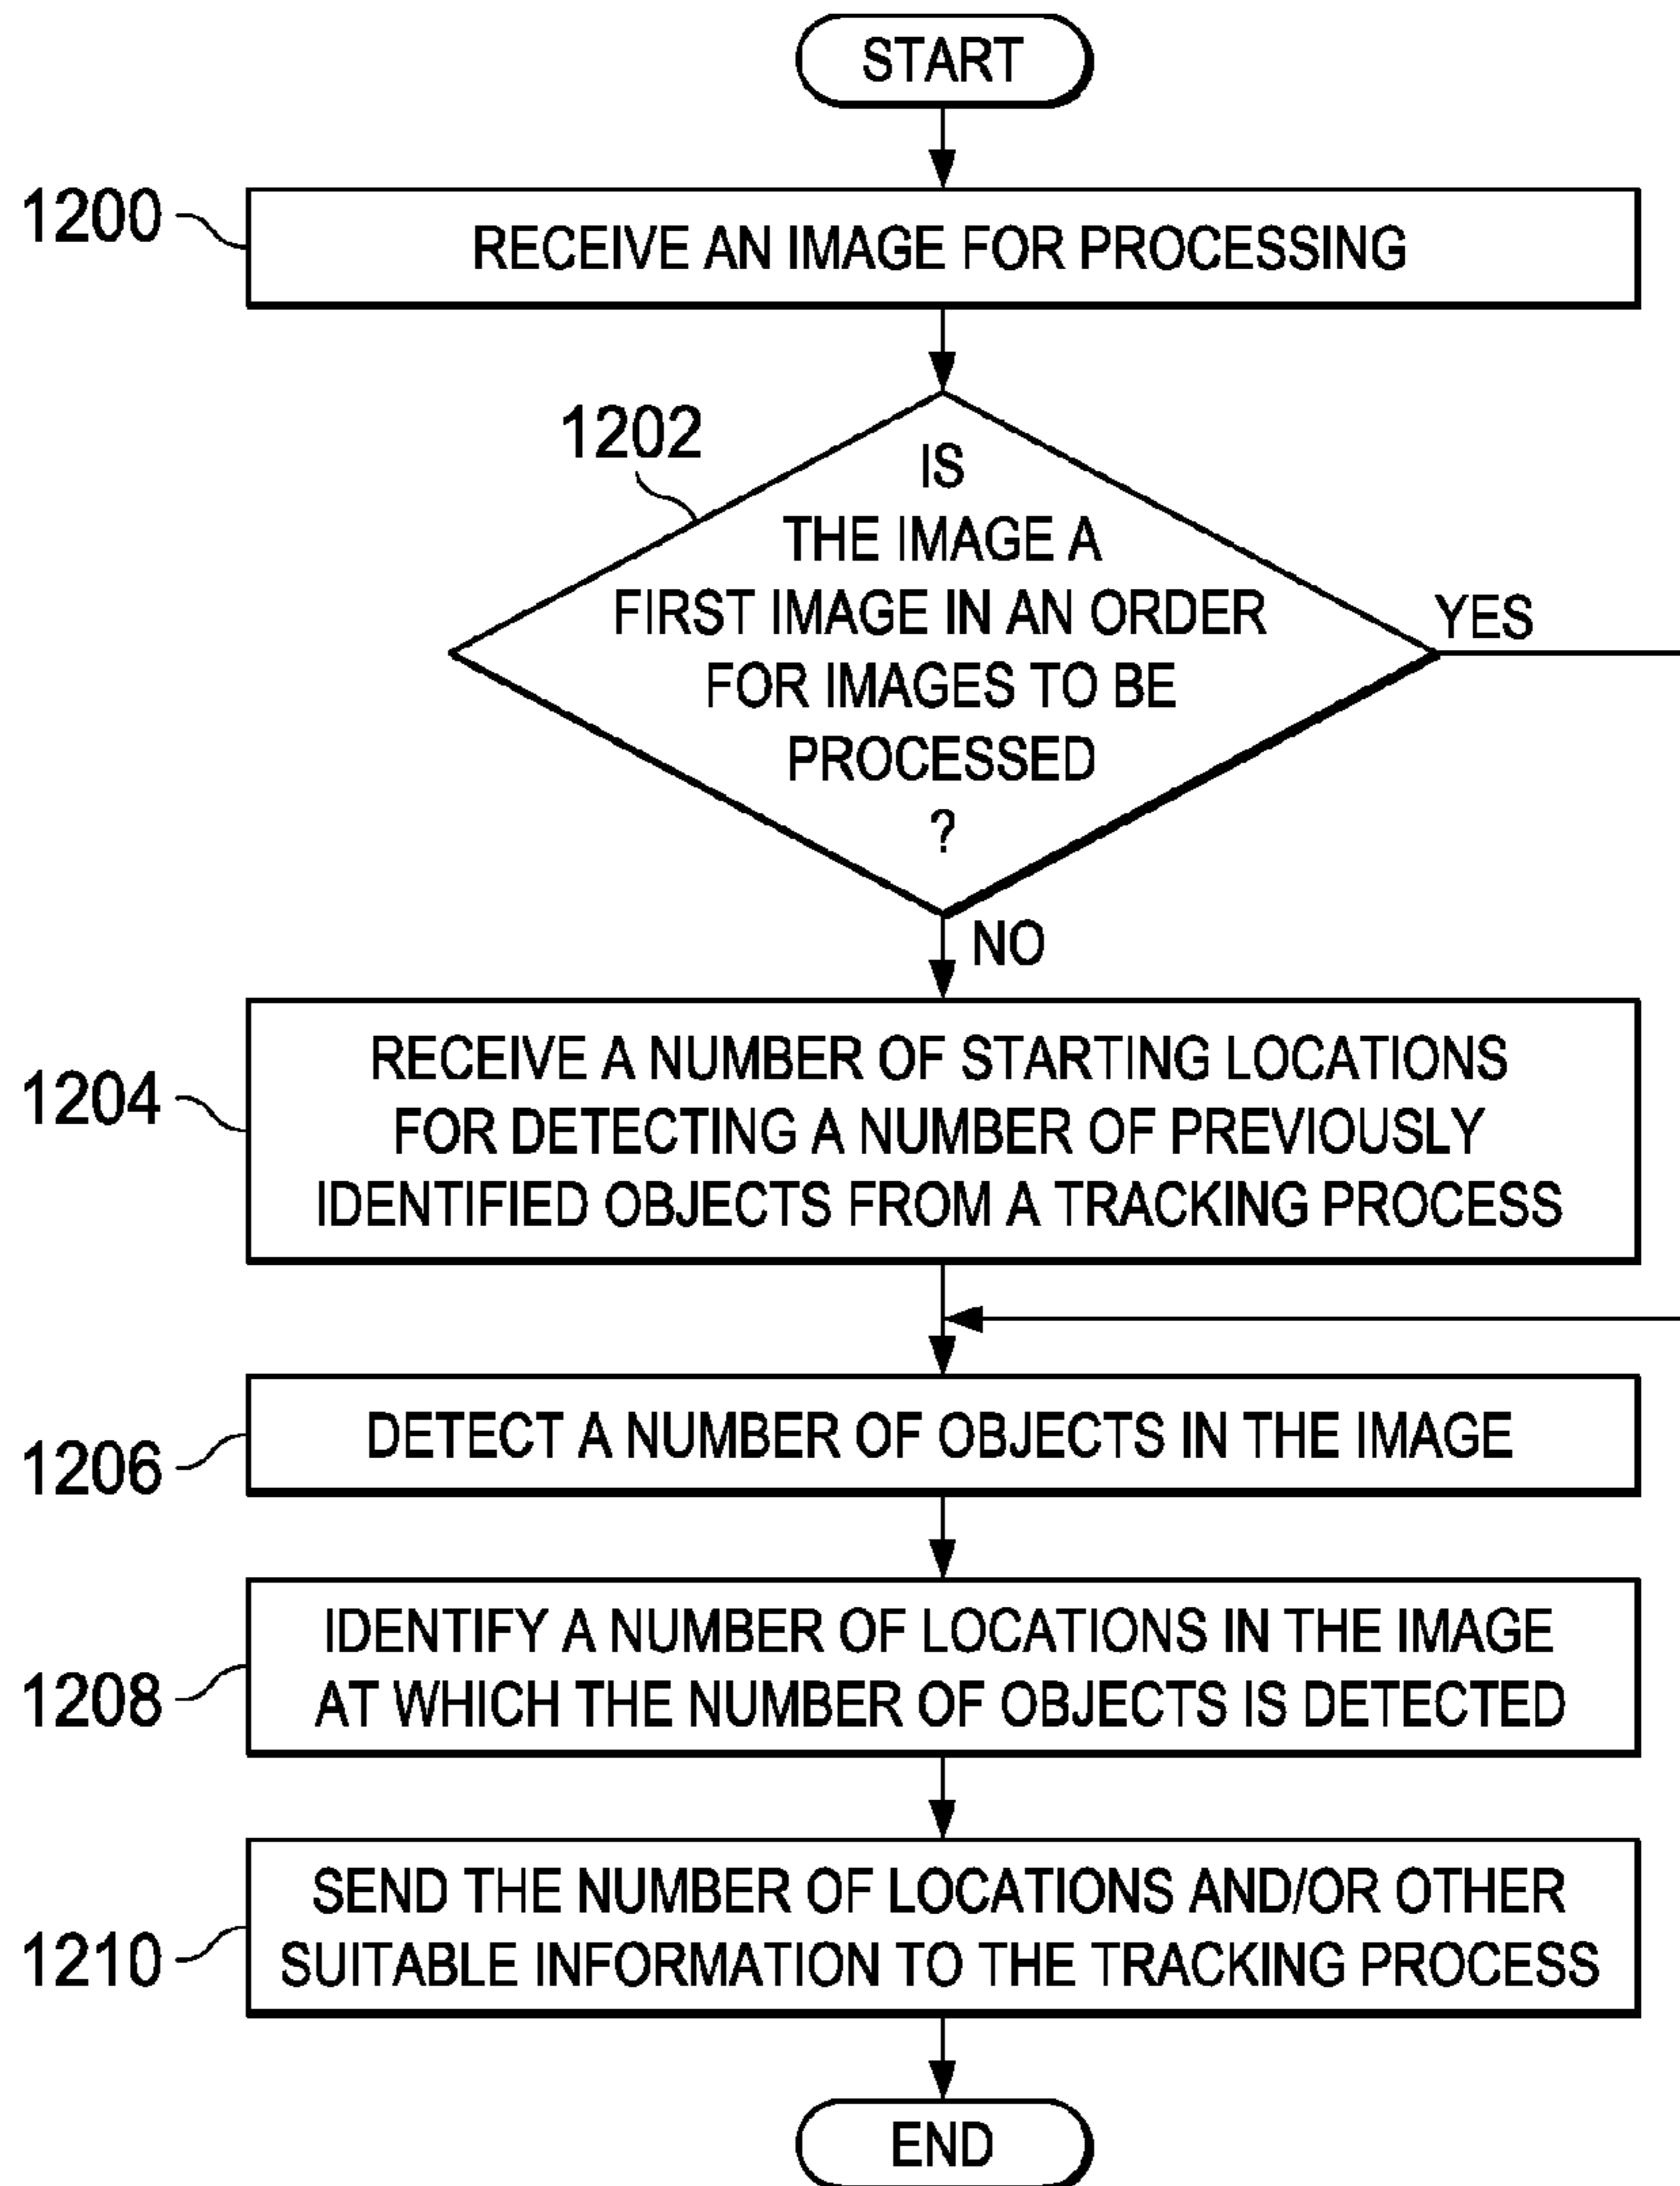 START
1200
RECEIVE AN IMAGE FOR PROCESSING
1202
IS
THE IMAGE A
FIRST IMAGE IN AN ORDER
FOR IMAGES TO BE
PROCESSED
?
YES
NO
1204
RECEIVE A NUMBER OF STARTING LOCATIONS
FOR DETECTING A NUMBER OF PREVIOUSLY
IDENTIFIED OBJECTS FROM A TRACKING PROCESS
1206
DETECT A NUMBER OF OBJECTS IN THE IMAGE
1208
IDENTIFY A NUMBER OF LOCATIONS IN THE IMAGE
AT WHICH THE NUMBER OF OBJECTS IS DETECTED
1210
SEND THE NUMBER OF LOCATIONS AND/OR OTHER
SUITABLE INFORMATION TO THE TRACKING PROCESS
END